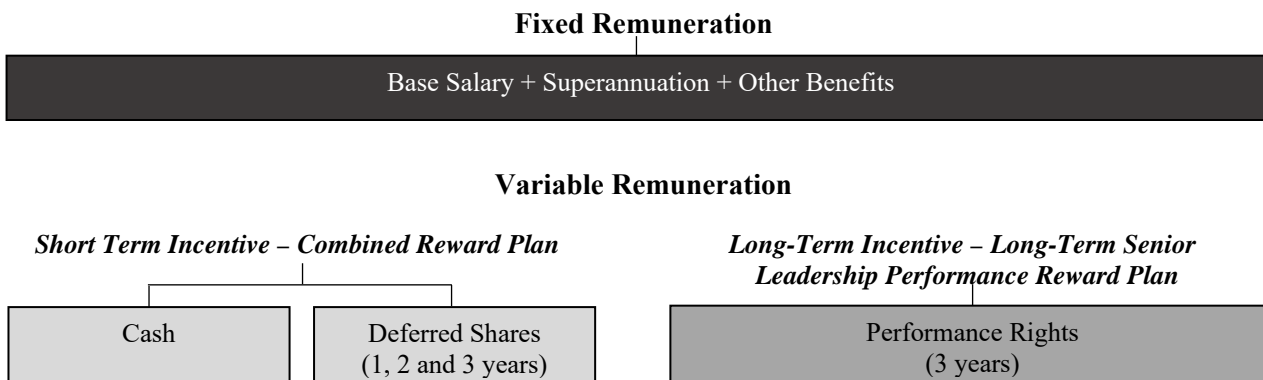 Fixed Remuneration
Base Salary + Superannuation + Other Benefits
Variable Remuneration
Short Term Incentive – Combined Reward Plan
Long-Term Incentive – Long-Term Senior
Leadership Performance Reward Plan
Cash
Deferred Shares
(1, 2 and 3 years)
Performance Rights
(3 years)